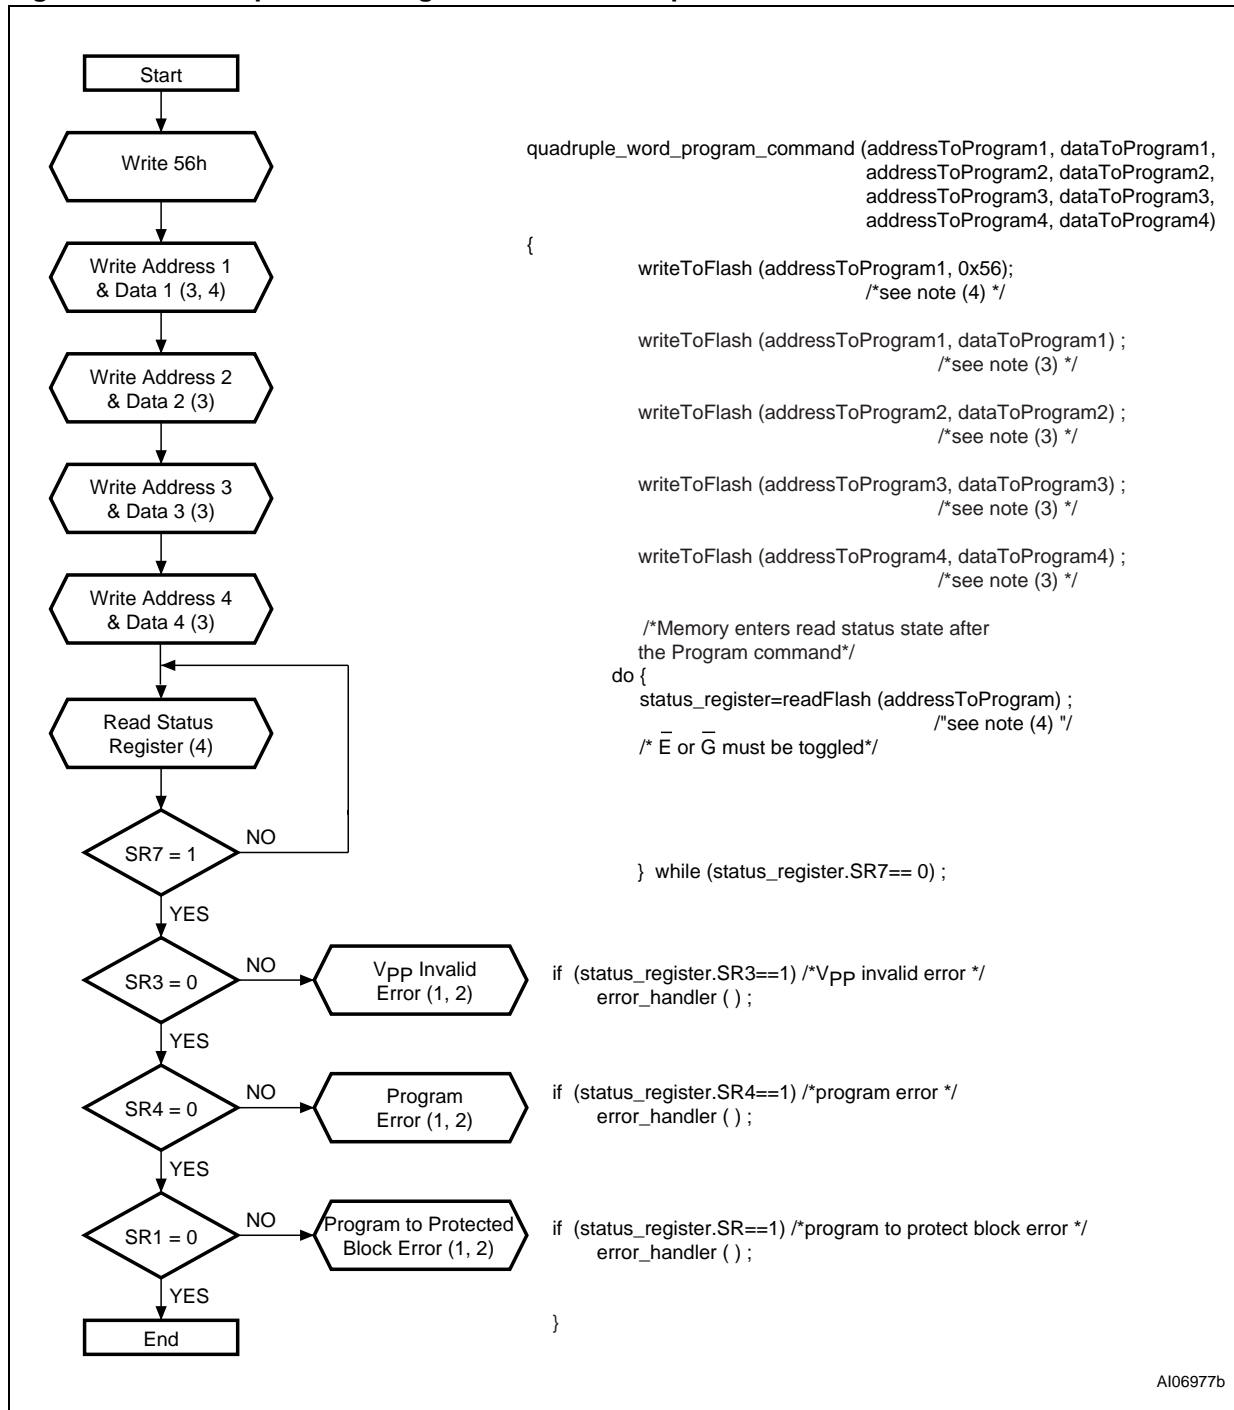 Start
Write 56h
Write Address 1
& Data 1 (3, 4)
Write Address 2
& Data 2 (3)
Write Address 3
& Data 3 (3)
Write Address 4
& Data 4 (3)
Read Status
Register (4)
SR7 = 1
NO
YES
SR3 = 0
NO
VPP Invalid
Error (1, 2)
YES
SR4 = 0
NO
Program
Error (1, 2)
YES
SR1 = 0
NO
Program to Protected
Block Error (1, 2)
YES
End
quadruple_word_program_command (addressToProgram1, dataToProgram1,
addressToProgram2, dataToProgram2,
addressToProgram3, dataToProgram3,
addressToProgram4, dataToProgram4)
{
writeToFlash (addressToProgram1, 0x56);
/*see note (4) */
writeToFlash (addressToProgram1, dataToProgram1) ;
/*see note (3) */
writeToFlash (addressToProgram2, dataToProgram2) ;
/*see note (3) */
writeToFlash (addressToProgram3, dataToProgram3) ;
/*see note (3) */
writeToFlash (addressToProgram4, dataToProgram4) ;
/*see note (3) */
/*Memory enters read status state after
the Program command*/
do {
status_register=readFlash (addressToProgram) ;
/"see note (4) "/
/* E̅ or G̅ must be toggled*/
} while (status_register.SR7== 0) ;
if (status_register.SR3==1) /*VPP invalid error */
error_handler ( ) ;
if (status_register.SR4==1) /*program error */
error_handler ( ) ;
if (status_register.SR==1) /*program to protect block error */
error_handler ( ) ;
}
AI06977b